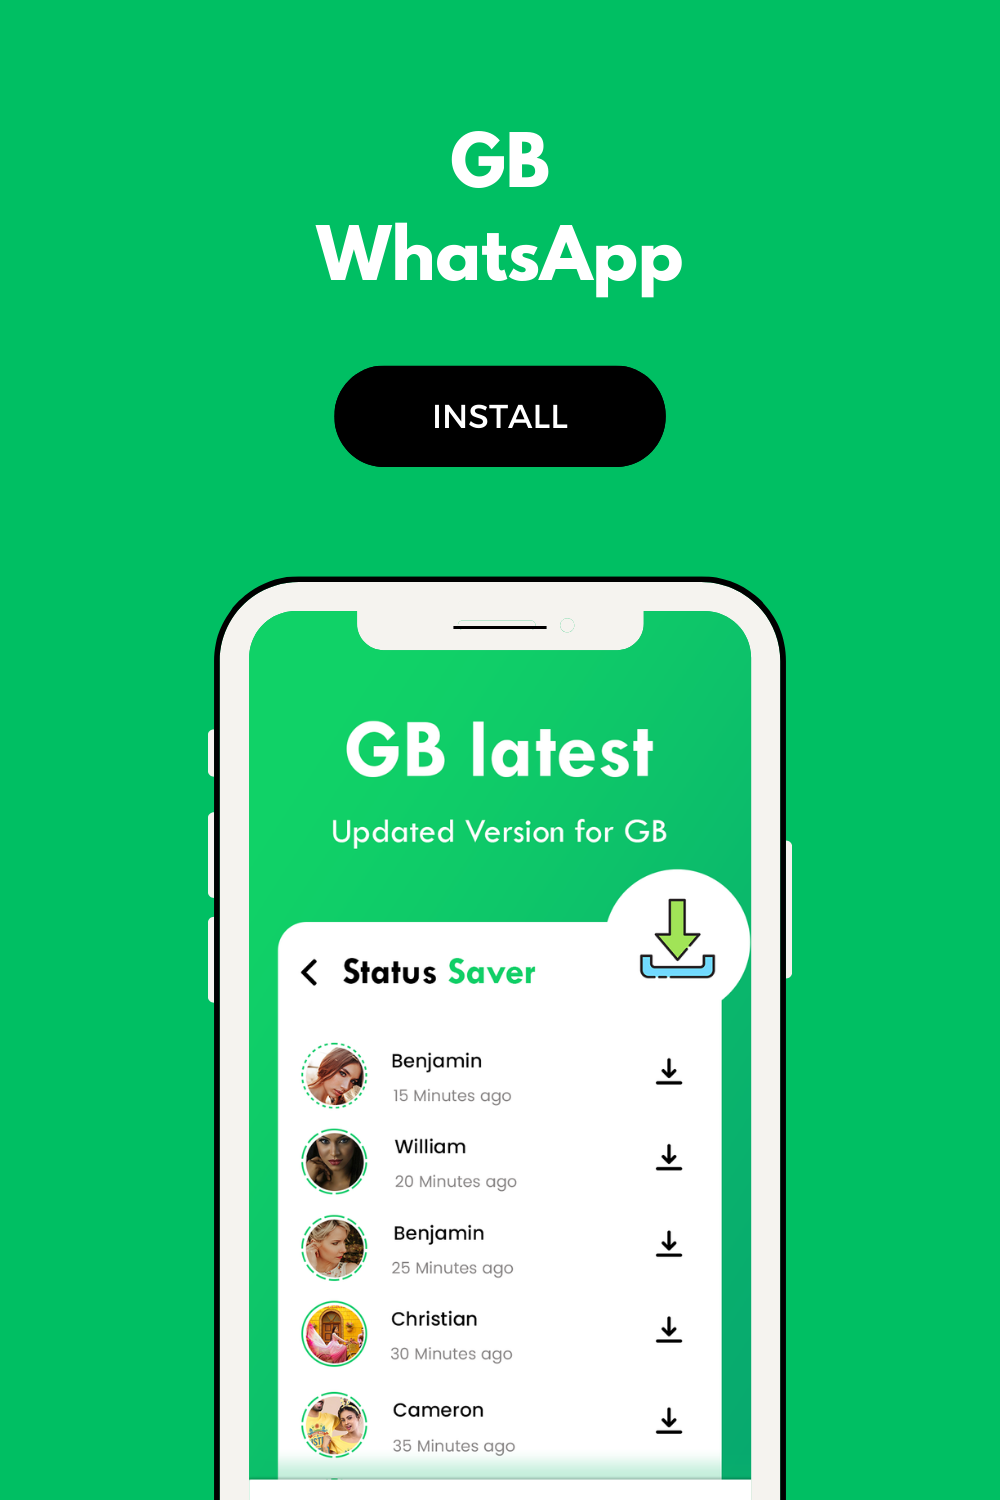 GB
WhatsApp
INSTALL
GB latest
Updated Version for GB
Status Saver
Benjamin
15 Minutes ago
William
20 Minutes ago
Benjamin
25 Minutes ago
Christian
30 Minutes ago
Cameron
35 Minutes ago